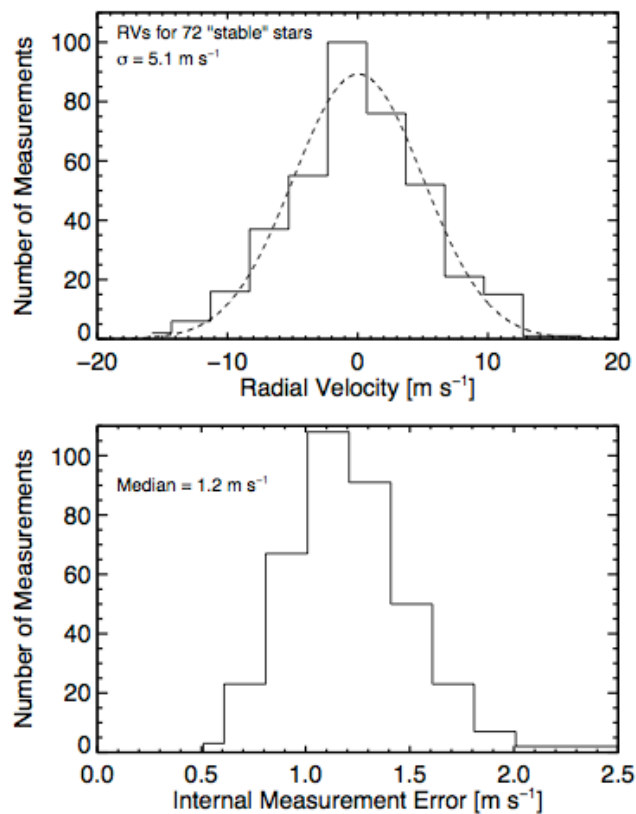 RVs for 72 "stable" stars
σ = 5.1 m s⁻¹
Number of Measurements
100
80
60
40
20
0
−20 −10 0 10 20
Radial Velocity [m s⁻¹]
Median = 1.2 m s⁻¹
Number of Measurements
100
80
60
40
20
0
0.0 0.5 1.0 1.5 2.0 2.5
Internal Measurement Error [m s⁻¹]